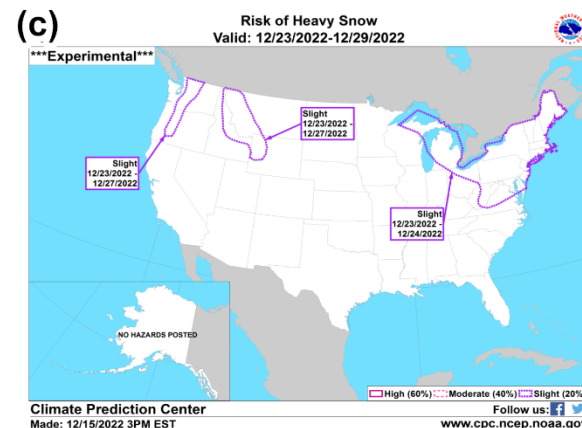 (c)
Risk of Heavy Snow
Valid: 12/23/2022-12/29/2022
***Experimental***
Slight
12/23/2022 -
12/27/2022
Slight
12/23/2022 -
12/27/2022
Slight
12/23/2022 -
12/24/2022
NO HAZARDS POSTED
High (60%) Moderate (40%) Slight (20%
Climate Prediction Center
Follow us:
Made: 12/15/2022 3PM EST
www.cpc.ncep.noaa.gov